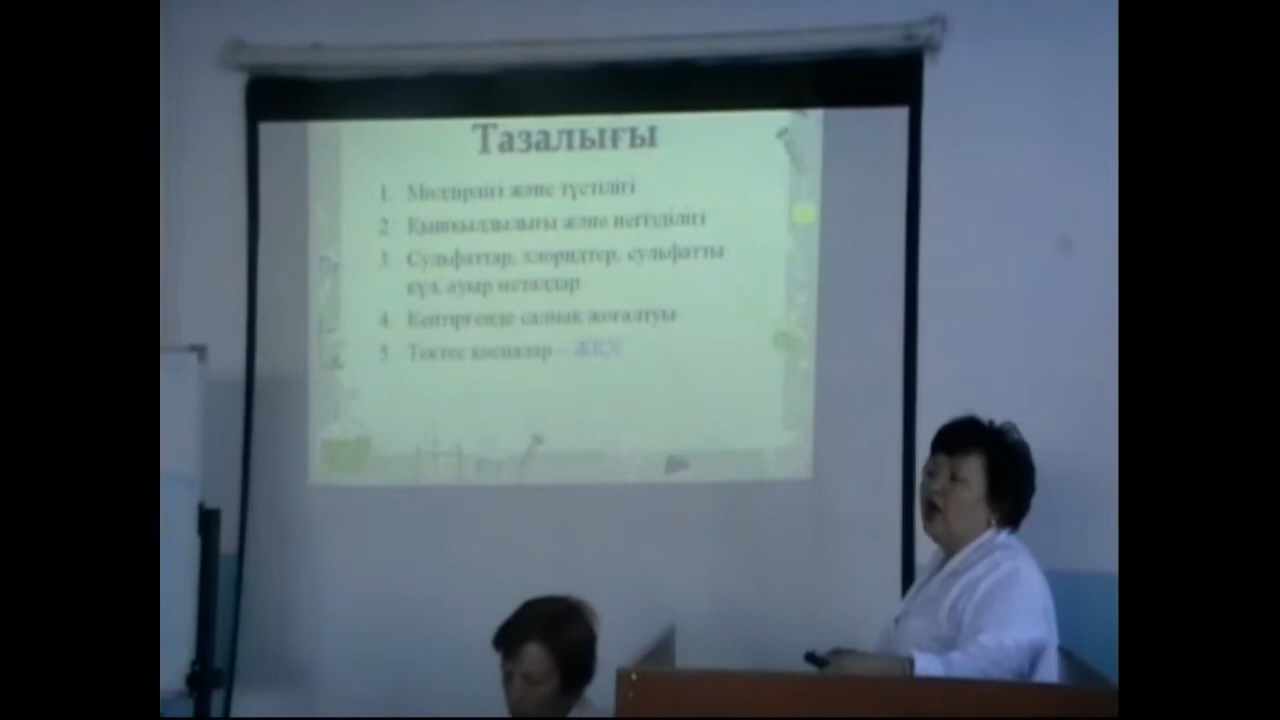 Тазалығы
1. Мөлдірлігі және түстілігі
2. Қышқылдылығы және негізділігі
3. Сульфаттар, хлоридтер, сульфатты
күл, ауыр металдар
4. Кептіргенде салмақ жоғалтуы
5. Тектес қоспалар –